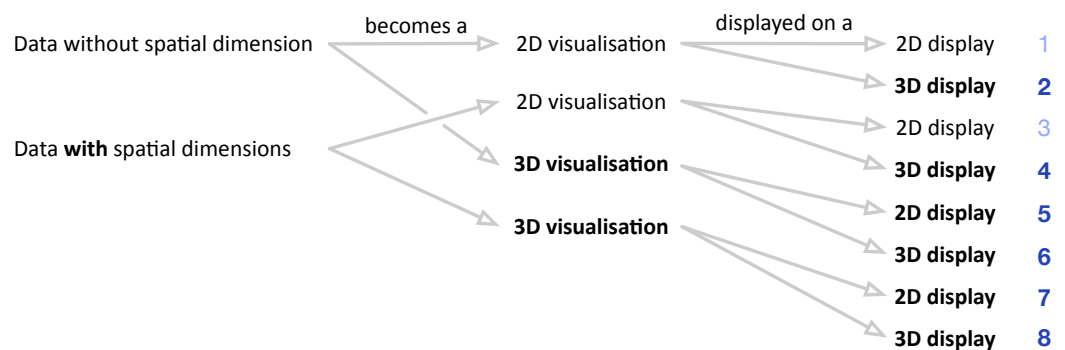 becomes a
displayed on a
Data without spatial dimension
2D visualisation
2D display 1
3D display 2
2D visualisation
2D display 3
Data with spatial dimensions
3D visualisation
3D display 4
2D display 5
3D visualisation
3D display 6
2D display 7
3D display 8